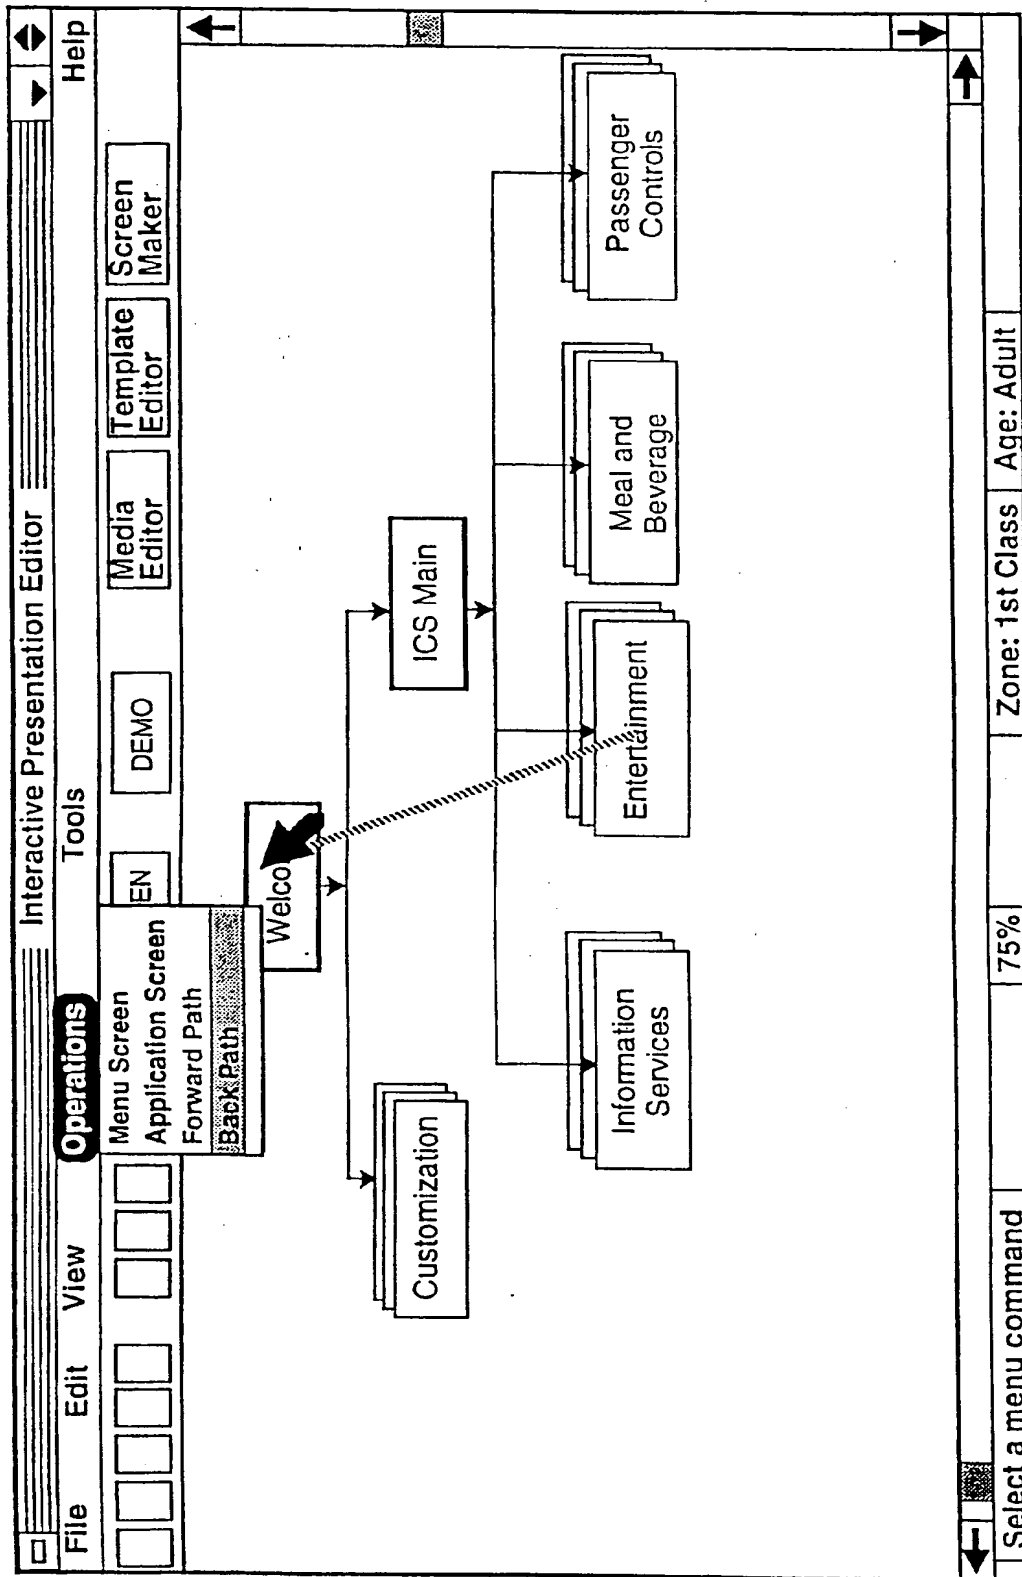 Interactive Presentation Editor
File Edit View Operations Tools Help
EN DEMO Media Editor Template Editor Screen Maker
Menu Screen
Application Screen
Forward Path
Back Path
Welco
Customization
ICS Main
Information
Services
Entertainment
Meal and
Beverage
Passenger
Controls
Select a menu command 75% Zone: 1st Class Age: Adult